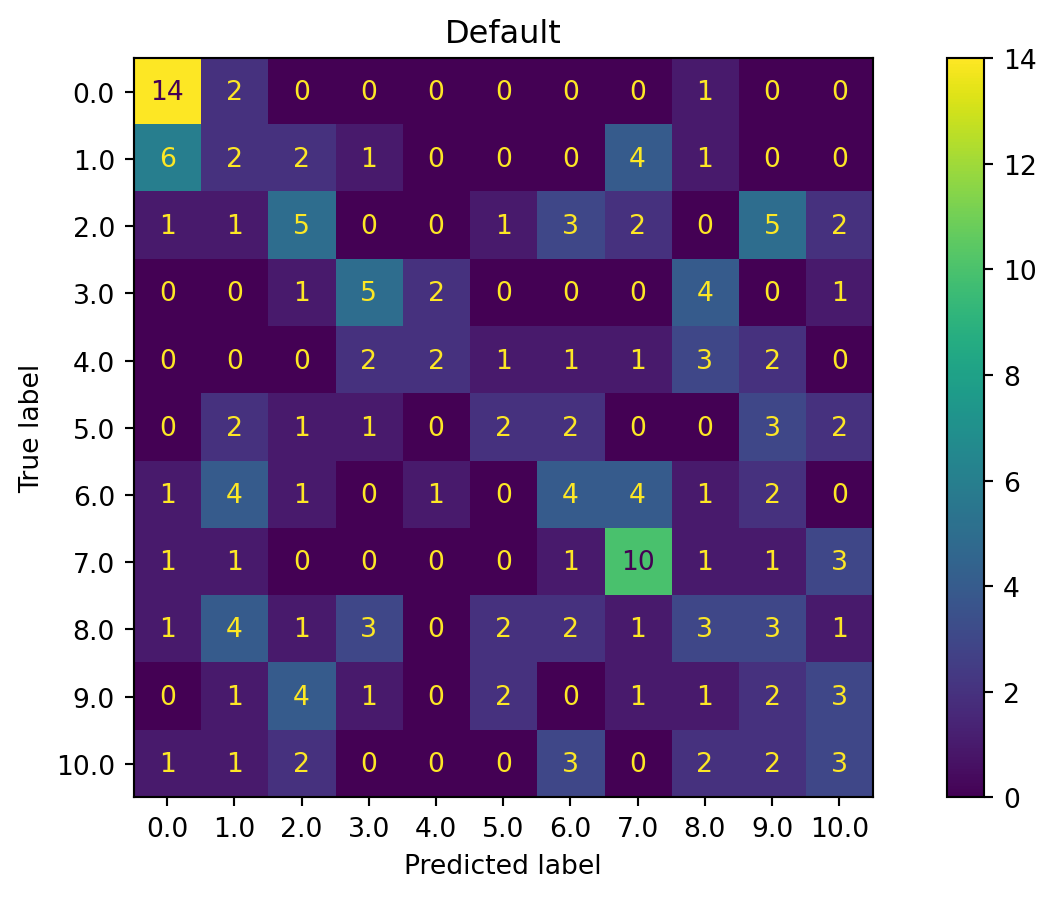 Default
0.0 14 2 0 0 0 0 0 0 1 0 0
1.0 6 2 2 1 0 0 0 4 1 0 0
2.0 1 1 5 0 0 1 3 2 0 5 2
3.0 0 0 1 5 2 0 0 0 4 0 1
4.0 0 0 0 2 2 1 1 1 3 2 0
5.0 0 2 1 1 0 2 2 0 0 3 2
6.0 1 4 1 0 1 0 4 4 1 2 0
7.0 1 1 0 0 0 0 1 10 1 1 3
8.0 1 4 1 3 0 2 2 1 3 3 1
9.0 0 1 4 1 0 2 0 1 1 2 3
10.0 1 1 2 0 0 0 3 0 2 2 3
0.0 1.0 2.0 3.0 4.0 5.0 6.0 7.0 8.0 9.0 10.0
Predicted label
True label
14
12
10
8
6
4
2
0